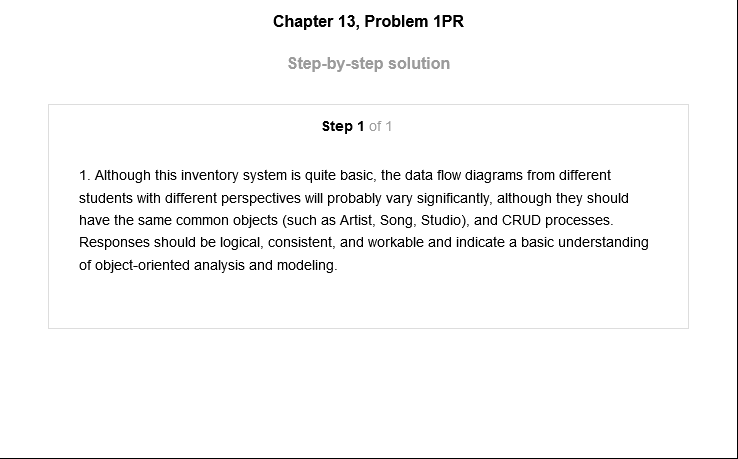 Chapter 13, Problem 1PR
Step-by-step solution
Step 1 of 1
1. Although this inventory system is quite basic, the data flow diagrams from different
students with different perspectives will probably vary significantly, although they should
have the same common objects (such as Artist, Song, Studio), and CRUD processes.
Responses should be logical, consistent, and workable and indicate a basic understanding
of object-oriented analysis and modeling.